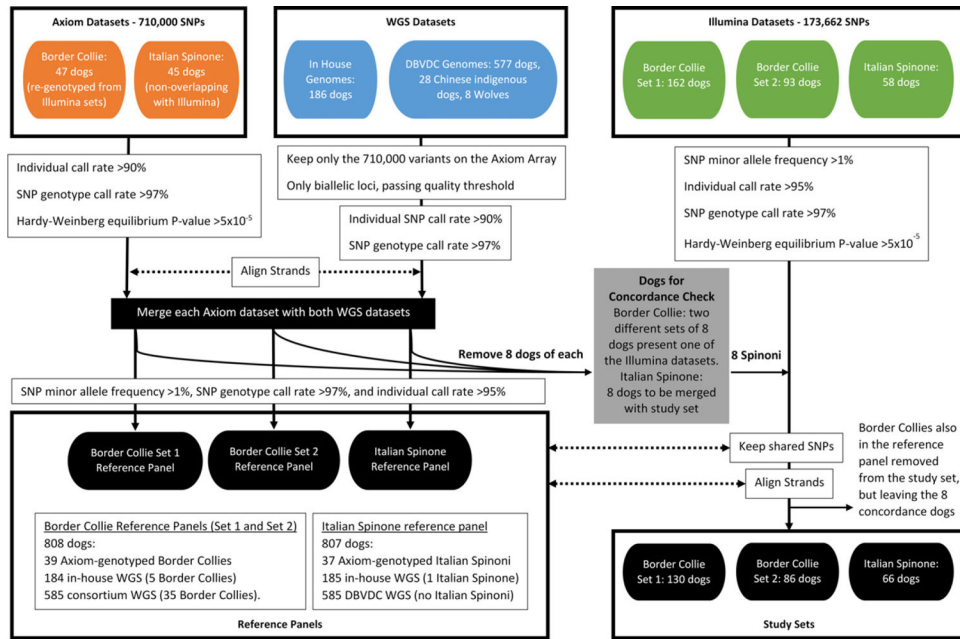 Axiom Datasets - 710,000 SNPs
Border Collie:
47 dogs
(re-genotyped from
Illumina sets)
Italian Spinone:
45 dogs
(non-overlapping
with Illumina)
WGS Datasets
In House
Genomes:
186 dogs
DBVDC Genomes: 577 dogs,
28 Chinese indigenous
dogs, 8 Wolves
Illumina Datasets - 173,662 SNPs
Border Collie
Set 1: 162 dogs
Border Collie
Set 2: 93 dogs
Italian Spinone:
58 dogs
Individual call rate >90%
SNP genotype call rate >97%
Hardy-Weinberg equilibrium P-value >5x10-5
Keep only the 710,000 variants on the Axiom Array
Only biallelic loci, passing quality threshold
Individual SNP call rate >90%
SNP genotype call rate >97%
SNP minor allele frequency >1%
Individual call rate >95%
SNP genotype call rate >97%
Hardy-Weinberg equilibrium P-value >5x10-5
Align Strands
Merge each Axiom dataset with both WGS datasets
Remove 8 dogs of each
Dogs for
Concordance Check
Border Collie: two
different sets of 8
dogs present one of
the Illumina datasets.
Italian Spinone:
8 dogs to be merged
with study set
8 Spinoni
SNP minor allele frequency >1%, SNP genotype call rate >97%, and individual call rate >95%
Border Collie Set 1
Reference Panel
Border Collie Set 2
Reference Panel
Italian Spinone
Reference Panel
Keep shared SNPs
Align Strands
Border Collies also
in the reference
panel removed
from the study set,
but leaving the 8
concordance dogs
Border Collie Reference Panels (Set 1 and Set 2)
808 dogs:
39 Axiom-genotyped Border Collies
184 in-house WGS (5 Border Collies)
585 consortium WGS (35 Border Collies).
Italian Spinone reference panel
807 dogs:
37 Axiom-genotyped Italian Spinoni
185 in-house WGS (1 Italian Spinone)
585 DBVDC WGS (no Italian Spinoni)
Reference Panels
Border Collie
Set 1: 130 dogs
Border Collie
Set 2: 86 dogs
Italian Spinone:
66 dogs
Study Sets